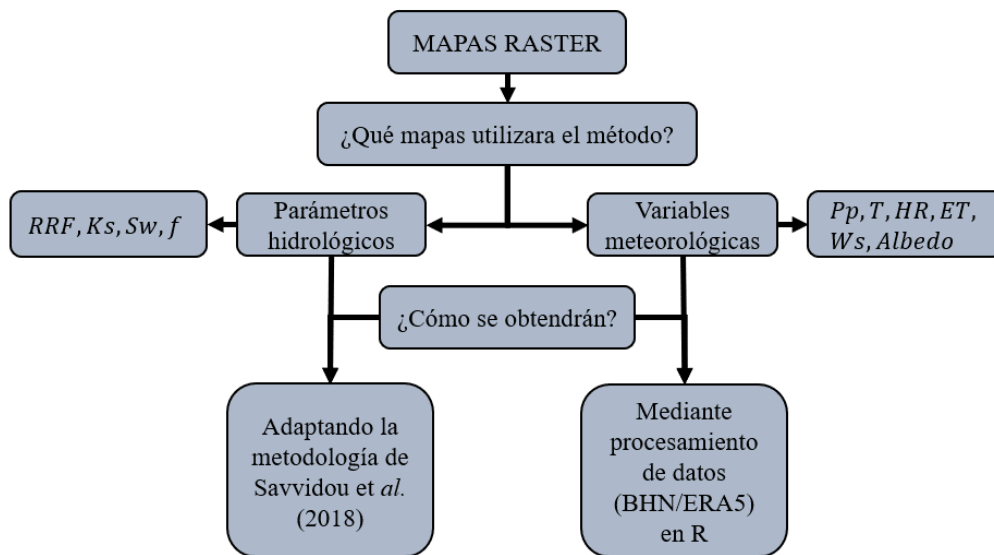 MAPAS RASTER
¿Qué mapas utilizara el método?
RRF, Ks, Sw, f
Parámetros
hidrológicos
Variables
meteorológicas
Pp, T, HR, ET,
Ws, Albedo
¿Cómo se obtendrán?
Adaptando la
metodología de
Savvidou et al.
(2018)
Mediante
procesamiento
de datos
(BHN/ERA5)
en R